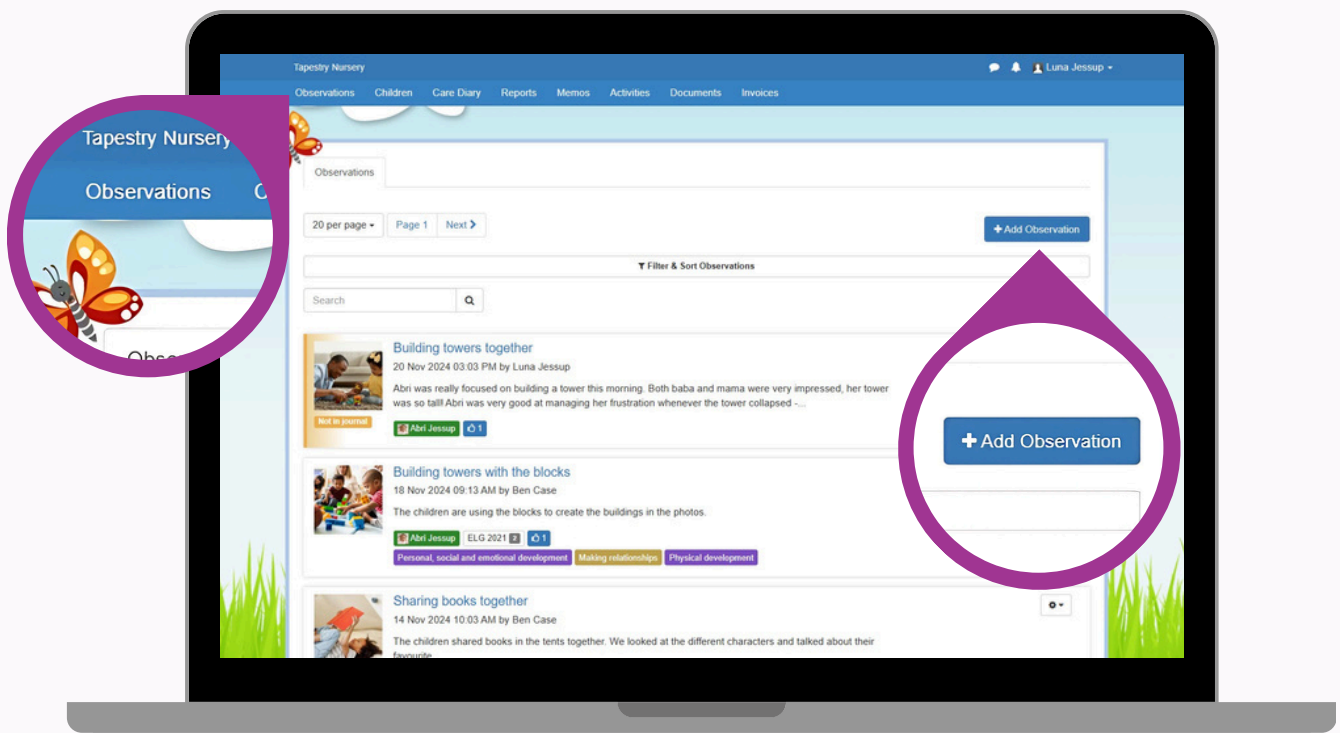 Tapestry Nursery
Luna Jessup
Observations Children Care Diary Reports Memos Activities Documents Invoices
Tapestry Nursery
Observations C
Obser
Observations
20 per page Page 1 Next
+ Add Observation
Filter & Sort Observations
Search
Building towers together
20 Nov 2024 03:03 PM by Luna Jessup
Abri was really focused on building a tower this morning. Both baba and mama were very impressed, her tower
was so tall! Abri was very good at managing her frustration whenever the tower collapsed -...
Not in journal
Abri Jessup 1
+ Add Observation
Building towers with the blocks
18 Nov 2024 09:13 AM by Ben Case
The children are using the blocks to create the buildings in the photos.
Abri Jessup ELG 2021 2 1
Personal, social and emotional development Making relationships Physical development
Sharing books together
14 Nov 2024 10:03 AM by Ben Case
The children shared books in the tents together. We looked at the different characters and talked about their
favourite